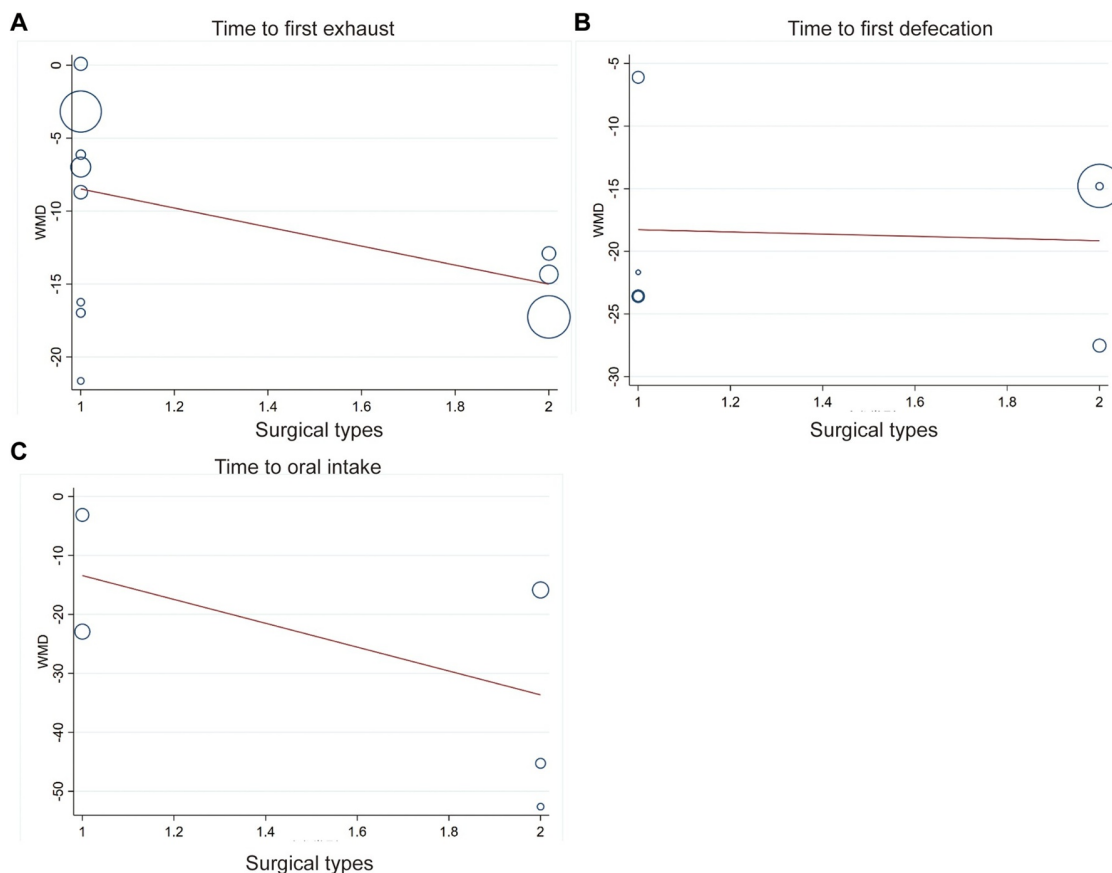 A
Time to first exhaust
0
-5
-10
-15
-20
WMD
1
1.2
1.4
1.6
1.8
2
Surgical types
B
Time to first defecation
-5
-10
-15
-20
-25
-30
WMD
1
1.2
1.4
1.6
1.8
2
Surgical types
C
Time to oral intake
0
-10
-20
-30
-40
-50
WMD
1
1.2
1.4
1.6
1.8
2
Surgical types